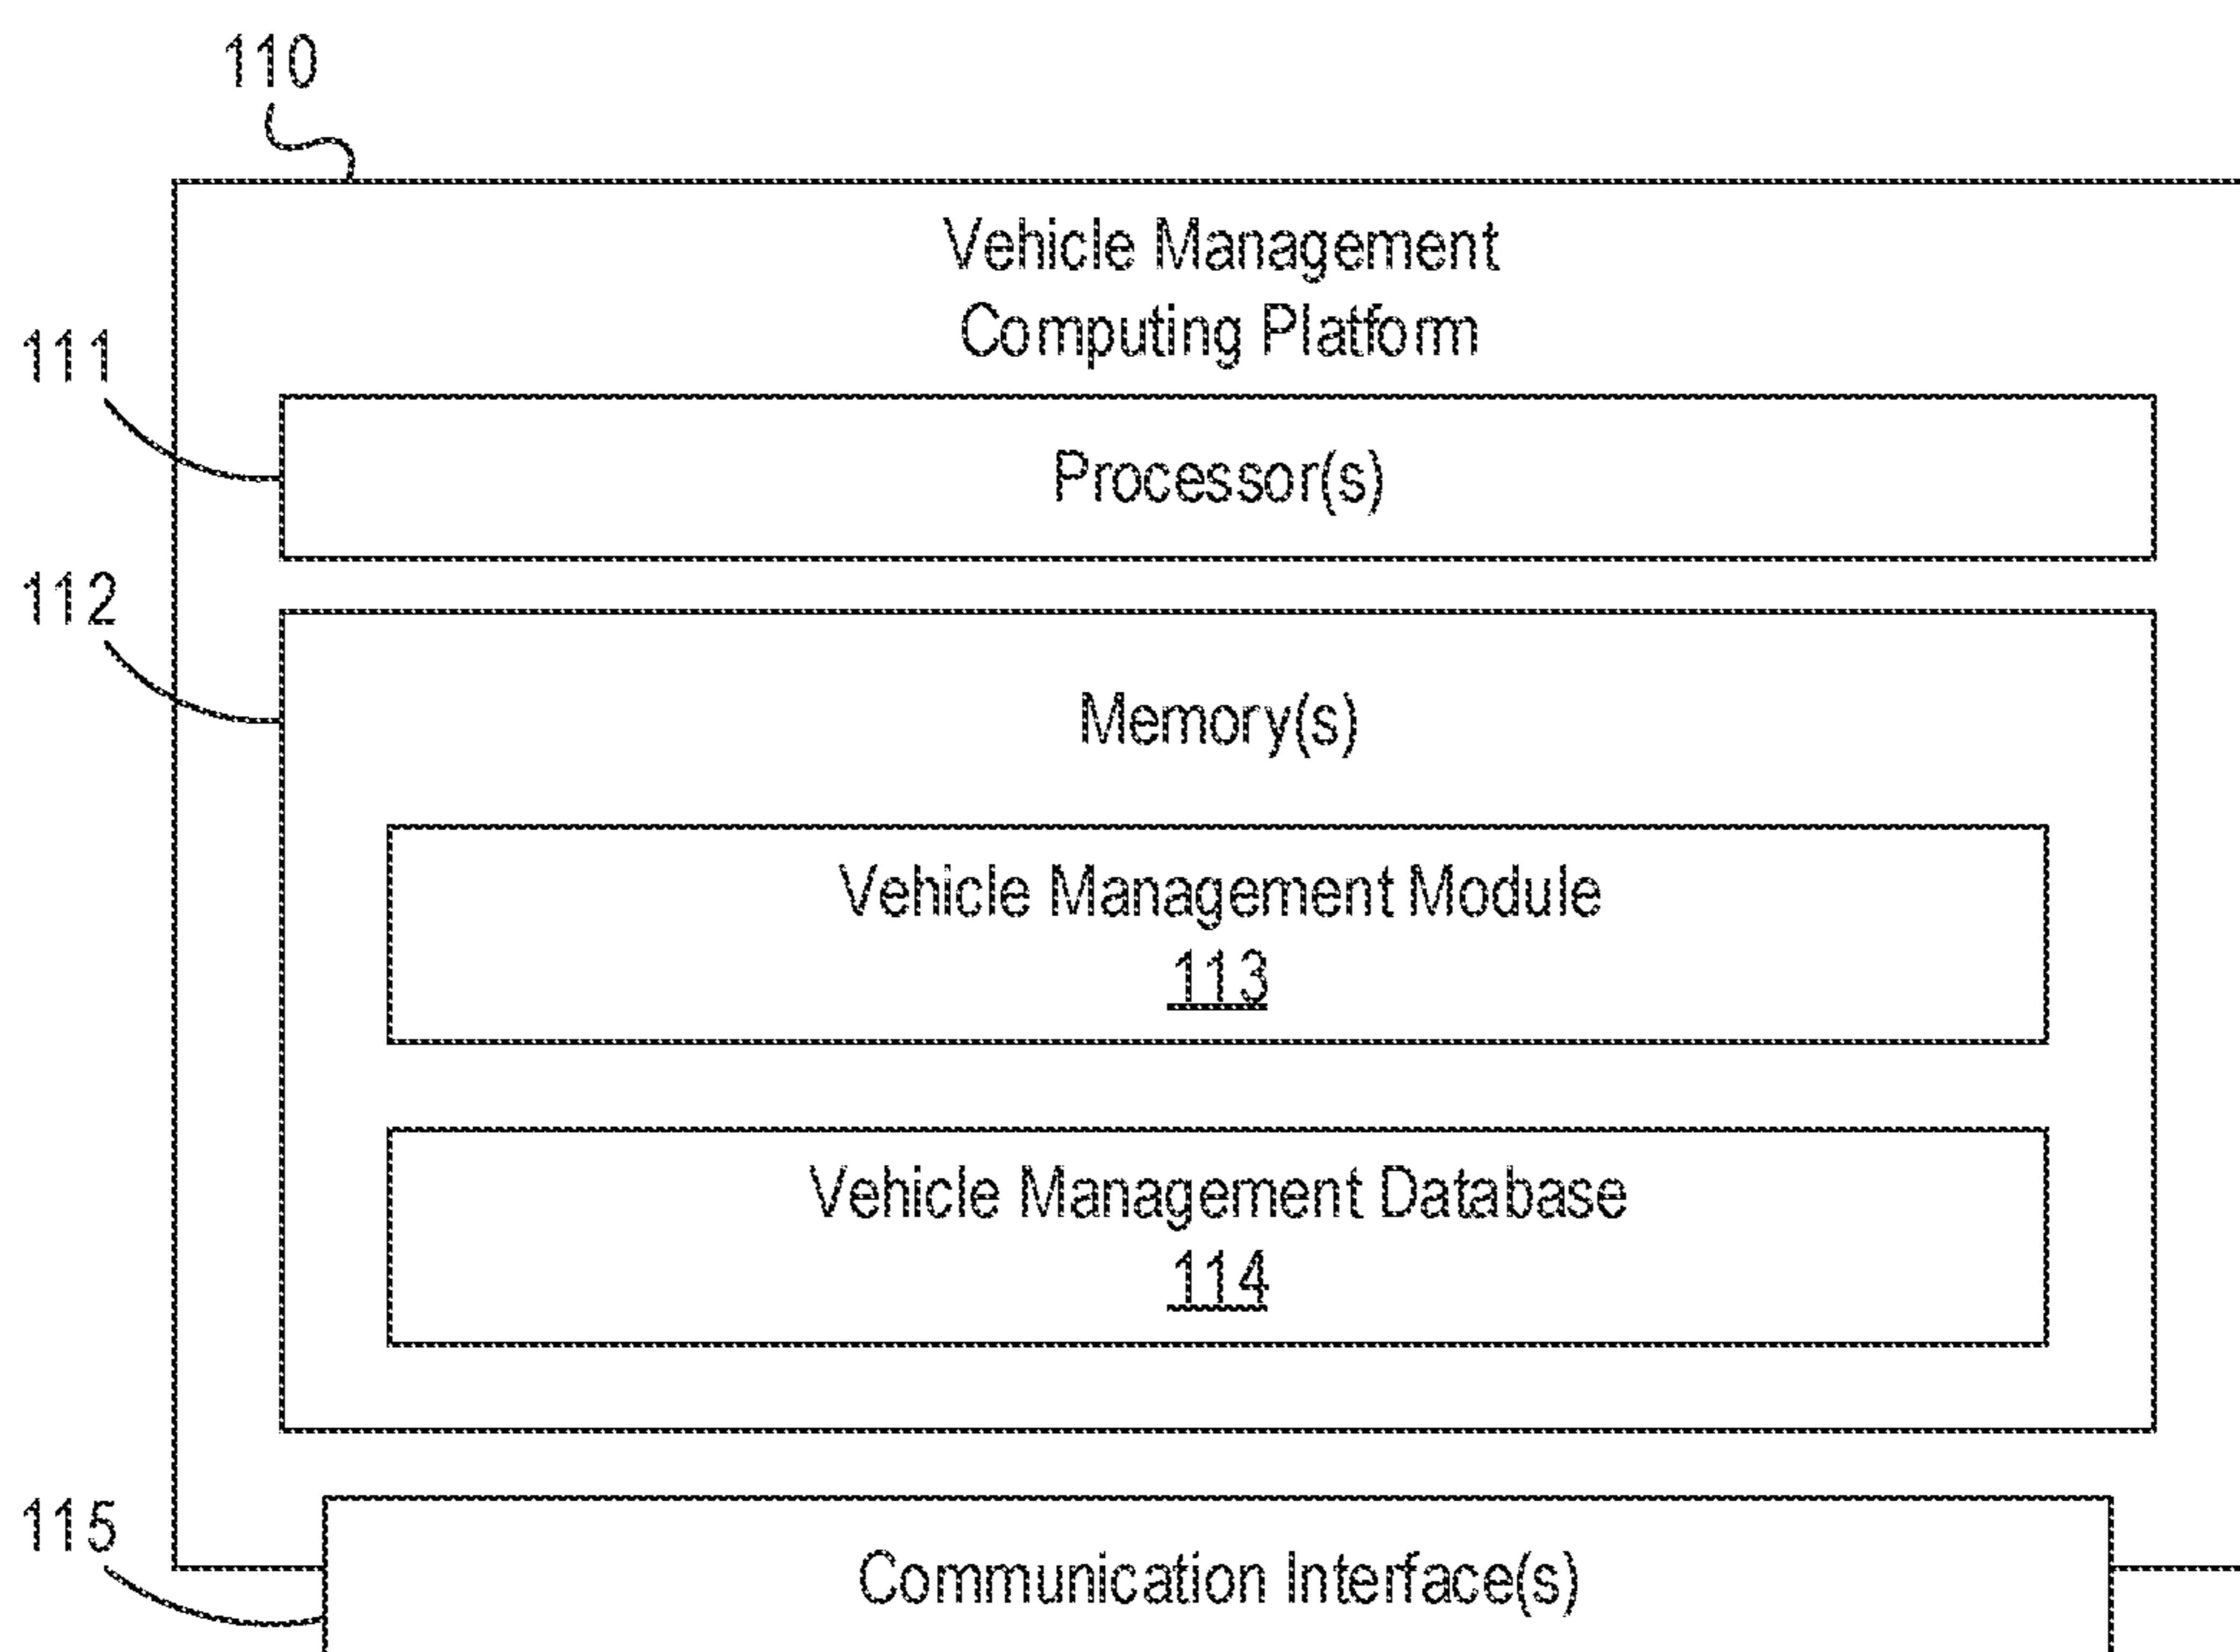 110
Vehicle Management
Computing Platform
111
Processor(s)
112
Memory(s)
Vehicle Management Module
113
Vehicle Management Database
114
115
Communication Interface(s)